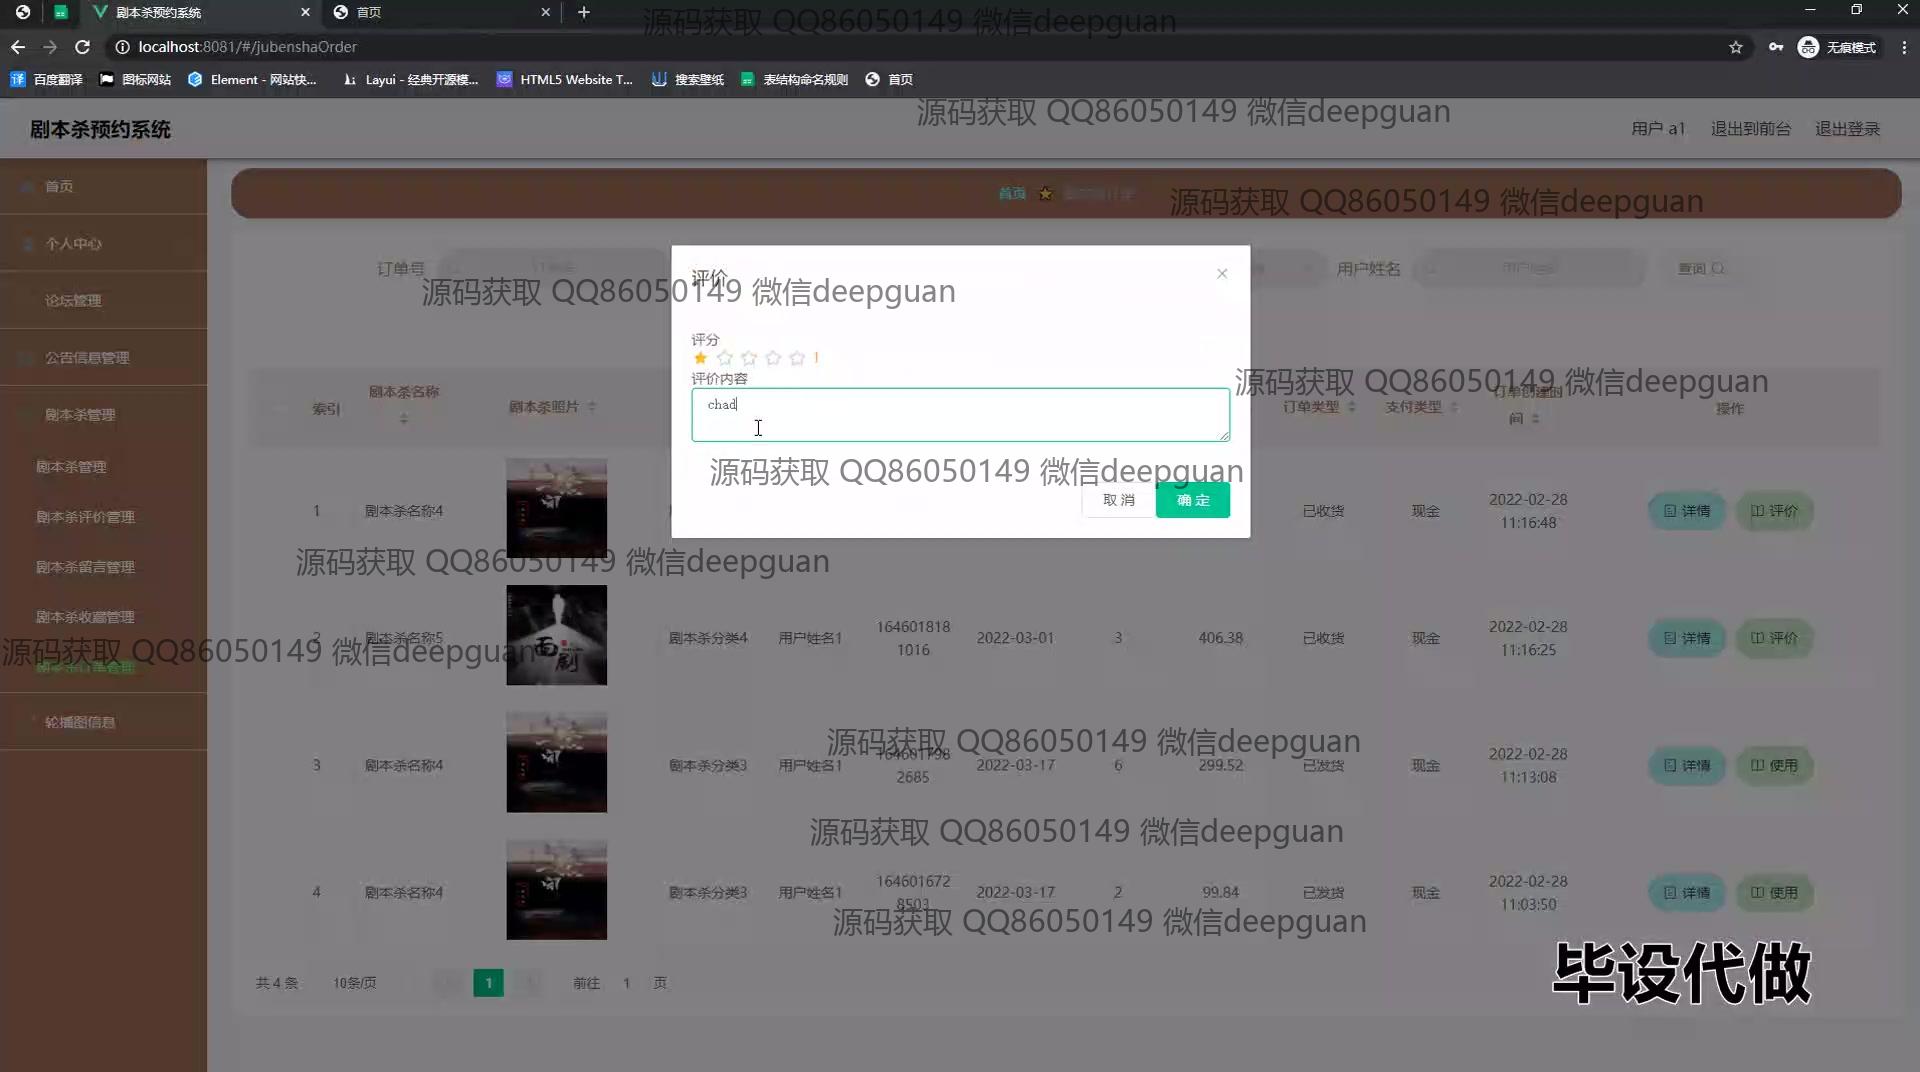 剧本杀预约系统
首页
localhost:8081/#/jubenshaOrder
无痕模式
百度翻译
图标网站
Element - 网站快...
Layui - 经典开源模...
HTML5 Website T...
搜索壁纸
表结构命名规则
首页
源码获取 QQ86050149 微信deepguan
源码获取 QQ86050149 微信deepguan
剧本杀预约系统
用户 a1
退出到前台
退出登录
首页
个人中心
论坛管理
公告信息管理
剧本杀管理
剧本杀管理
剧本杀评价管理
剧本杀留言管理
剧本杀收藏管理
剧本杀订单管理
轮播图信息
首页
源码获取 QQ86050149 微信deepguan
订单号
用户姓名
查询
源码获取 QQ86050149 微信deepguan
评价
评分
1
评价内容
chad
取消
确定
源码获取 QQ86050149 微信deepguan
源码获取 QQ86050149 微信deepguan
索引
剧本杀名称
剧本杀照片
订单类型
支付类型
订单创建时间
操作
1 剧本杀名称4 已收货 现金 2022-02-28 11:16:48 详情 评价
源码获取 QQ86050149 微信deepguan
2 剧本杀名称5 面剧 剧本杀分类4 用户姓名1 1646018181016 2022-03-01 3 406.38 已收货 现金 2022-02-28 11:16:25 详情 评价
源码获取 QQ86050149 微信deepguan
源码获取 QQ86050149 微信deepguan
3 剧本杀名称4 剧本杀分类3 用户姓名1 1646017982685 2022-03-17 6 299.52 已发货 现金 2022-02-28 11:13:08 详情 使用
源码获取 QQ86050149 微信deepguan
4 剧本杀名称4 剧本杀分类3 用户姓名1 1646016728503 2022-03-17 2 99.84 已发货 现金 2022-02-28 11:03:50 详情 使用
源码获取 QQ86050149 微信deepguan
毕设代做
共 4 条
10条/页
1
前往 1 页